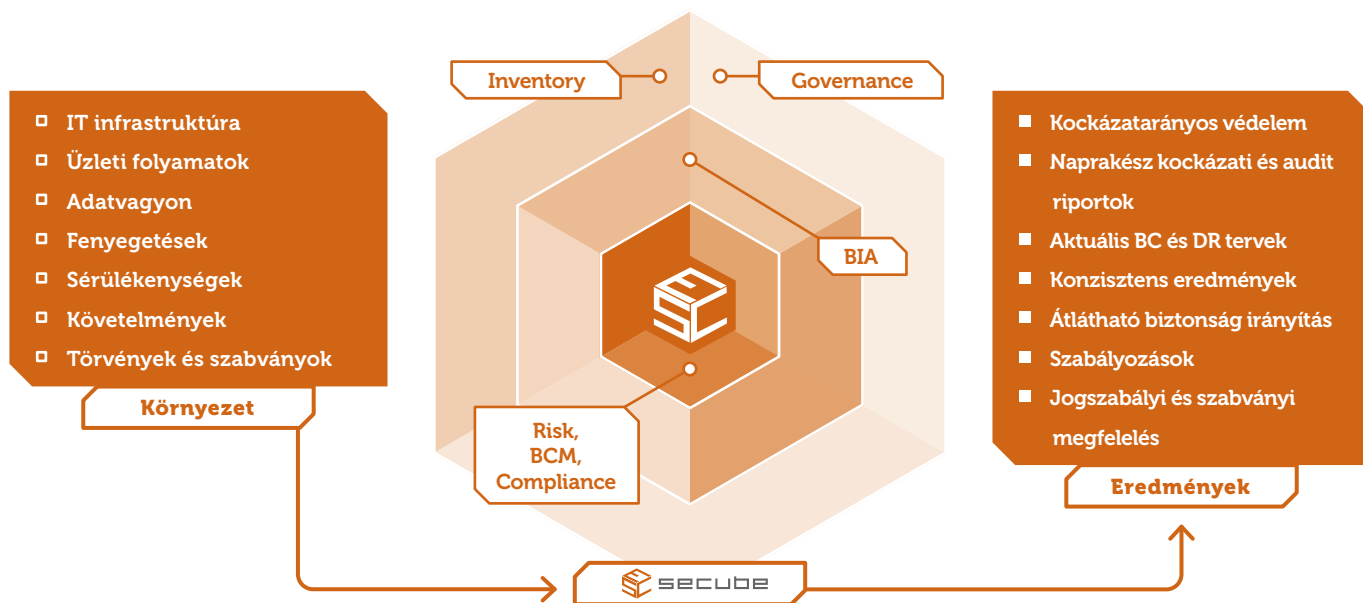 IT infrastruktúra
Üzleti folyamatok
Adatvagyon
Fenyegetések
Sérülékenységek
Követelmények
Törvények és szabványok
Környezet
Inventory
Governance
BIA
Risk,
BCM,
Compliance
secube
Kockázatarányos védelem
Naprakész kockázati és audit
riportok
Aktuális BC és DR tervek
Konzisztens eredmények
Átlátható biztonság irányítás
Szabályozások
Jogszabályi és szabványi
megfelelés
Eredmények